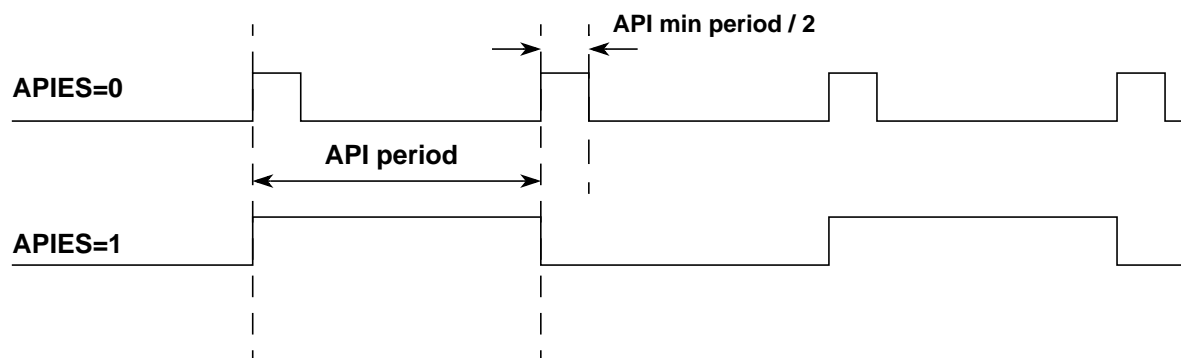 API min period / 2
APIES=0
API period
APIES=1